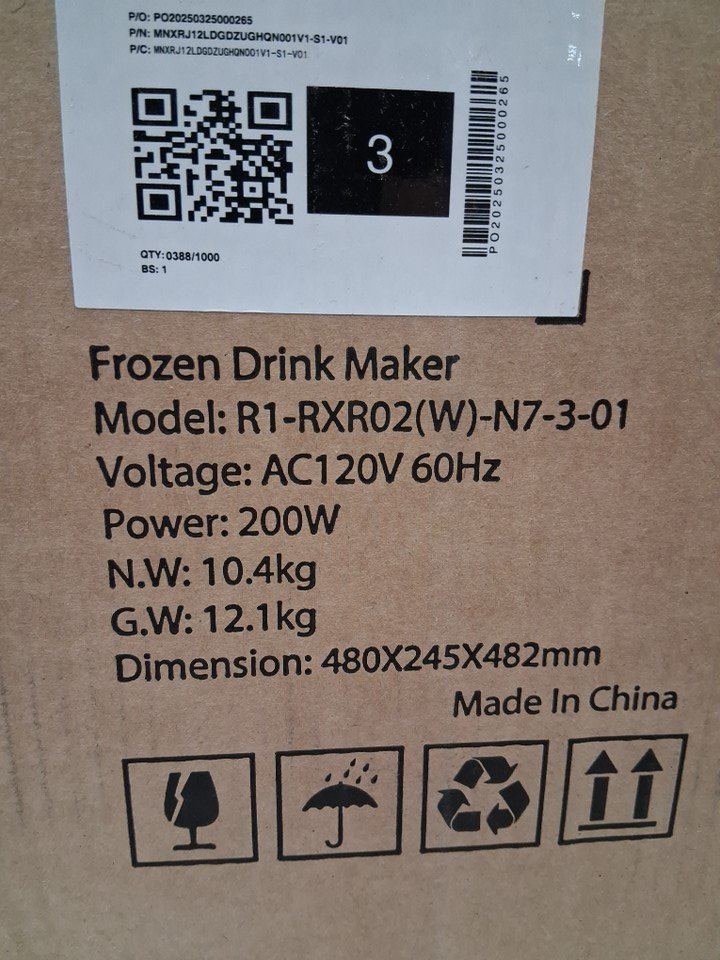 P/O: PO20250325000265
P/N: MNXRJ12LDGDZUGHQN001V1-S1-V01
P/C: MNXRJ12LDGDZUGHQN001V1-S1-V01
3
PO20250325000265
QTY: 0388/1000
BS: 1
Frozen Drink Maker
Model: R1-RXR02(W)-N7-3-01
Voltage: AC120V 60Hz
Power: 200W
N.W: 10.4kg
G.W: 12.1kg
Dimension: 480X245X482mm
Made In China